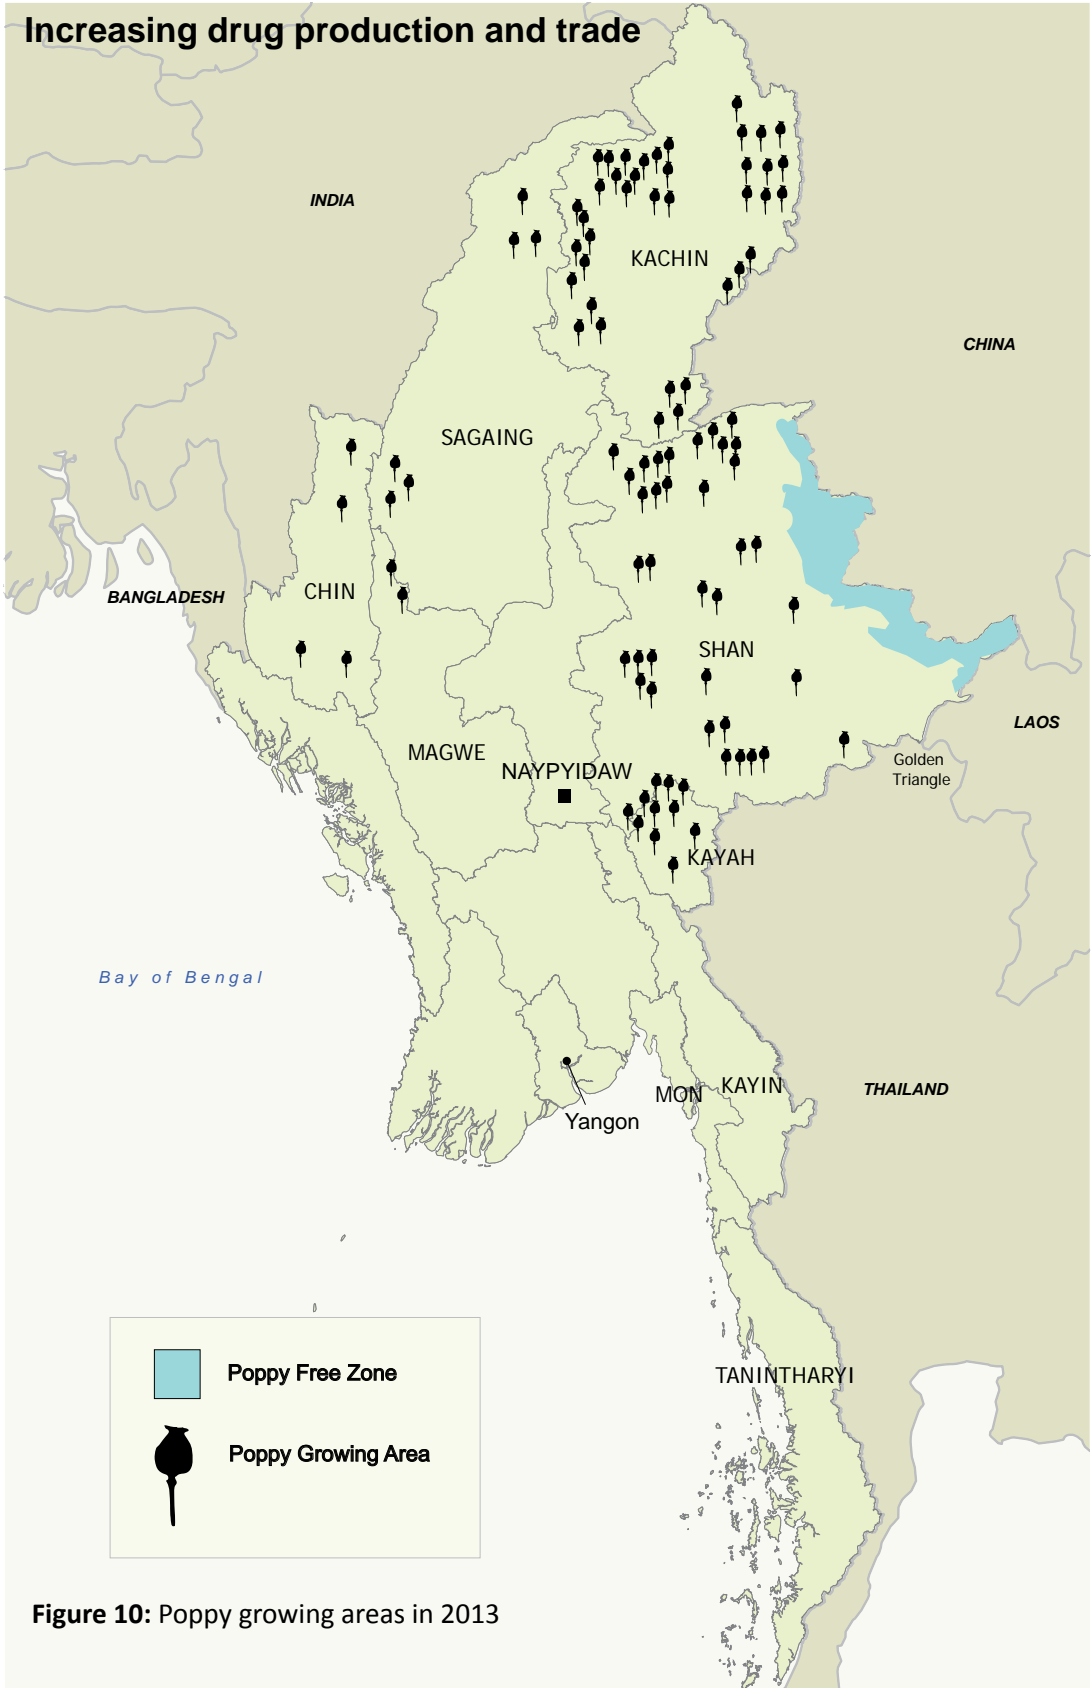 Increasing drug production and trade
INDIA
KACHIN
CHINA
SAGAING
BANGLADESH
CHIN
SHAN
LAOS
MAGWE
Golden
Triangle
NAYPYIDAW
KAYAH
Bay of Bengal
KAYIN
MON
THAILAND
Yangon
TANINTHARYI
Poppy Free Zone
Poppy Growing Area
Figure 10: Poppy growing areas in 2013